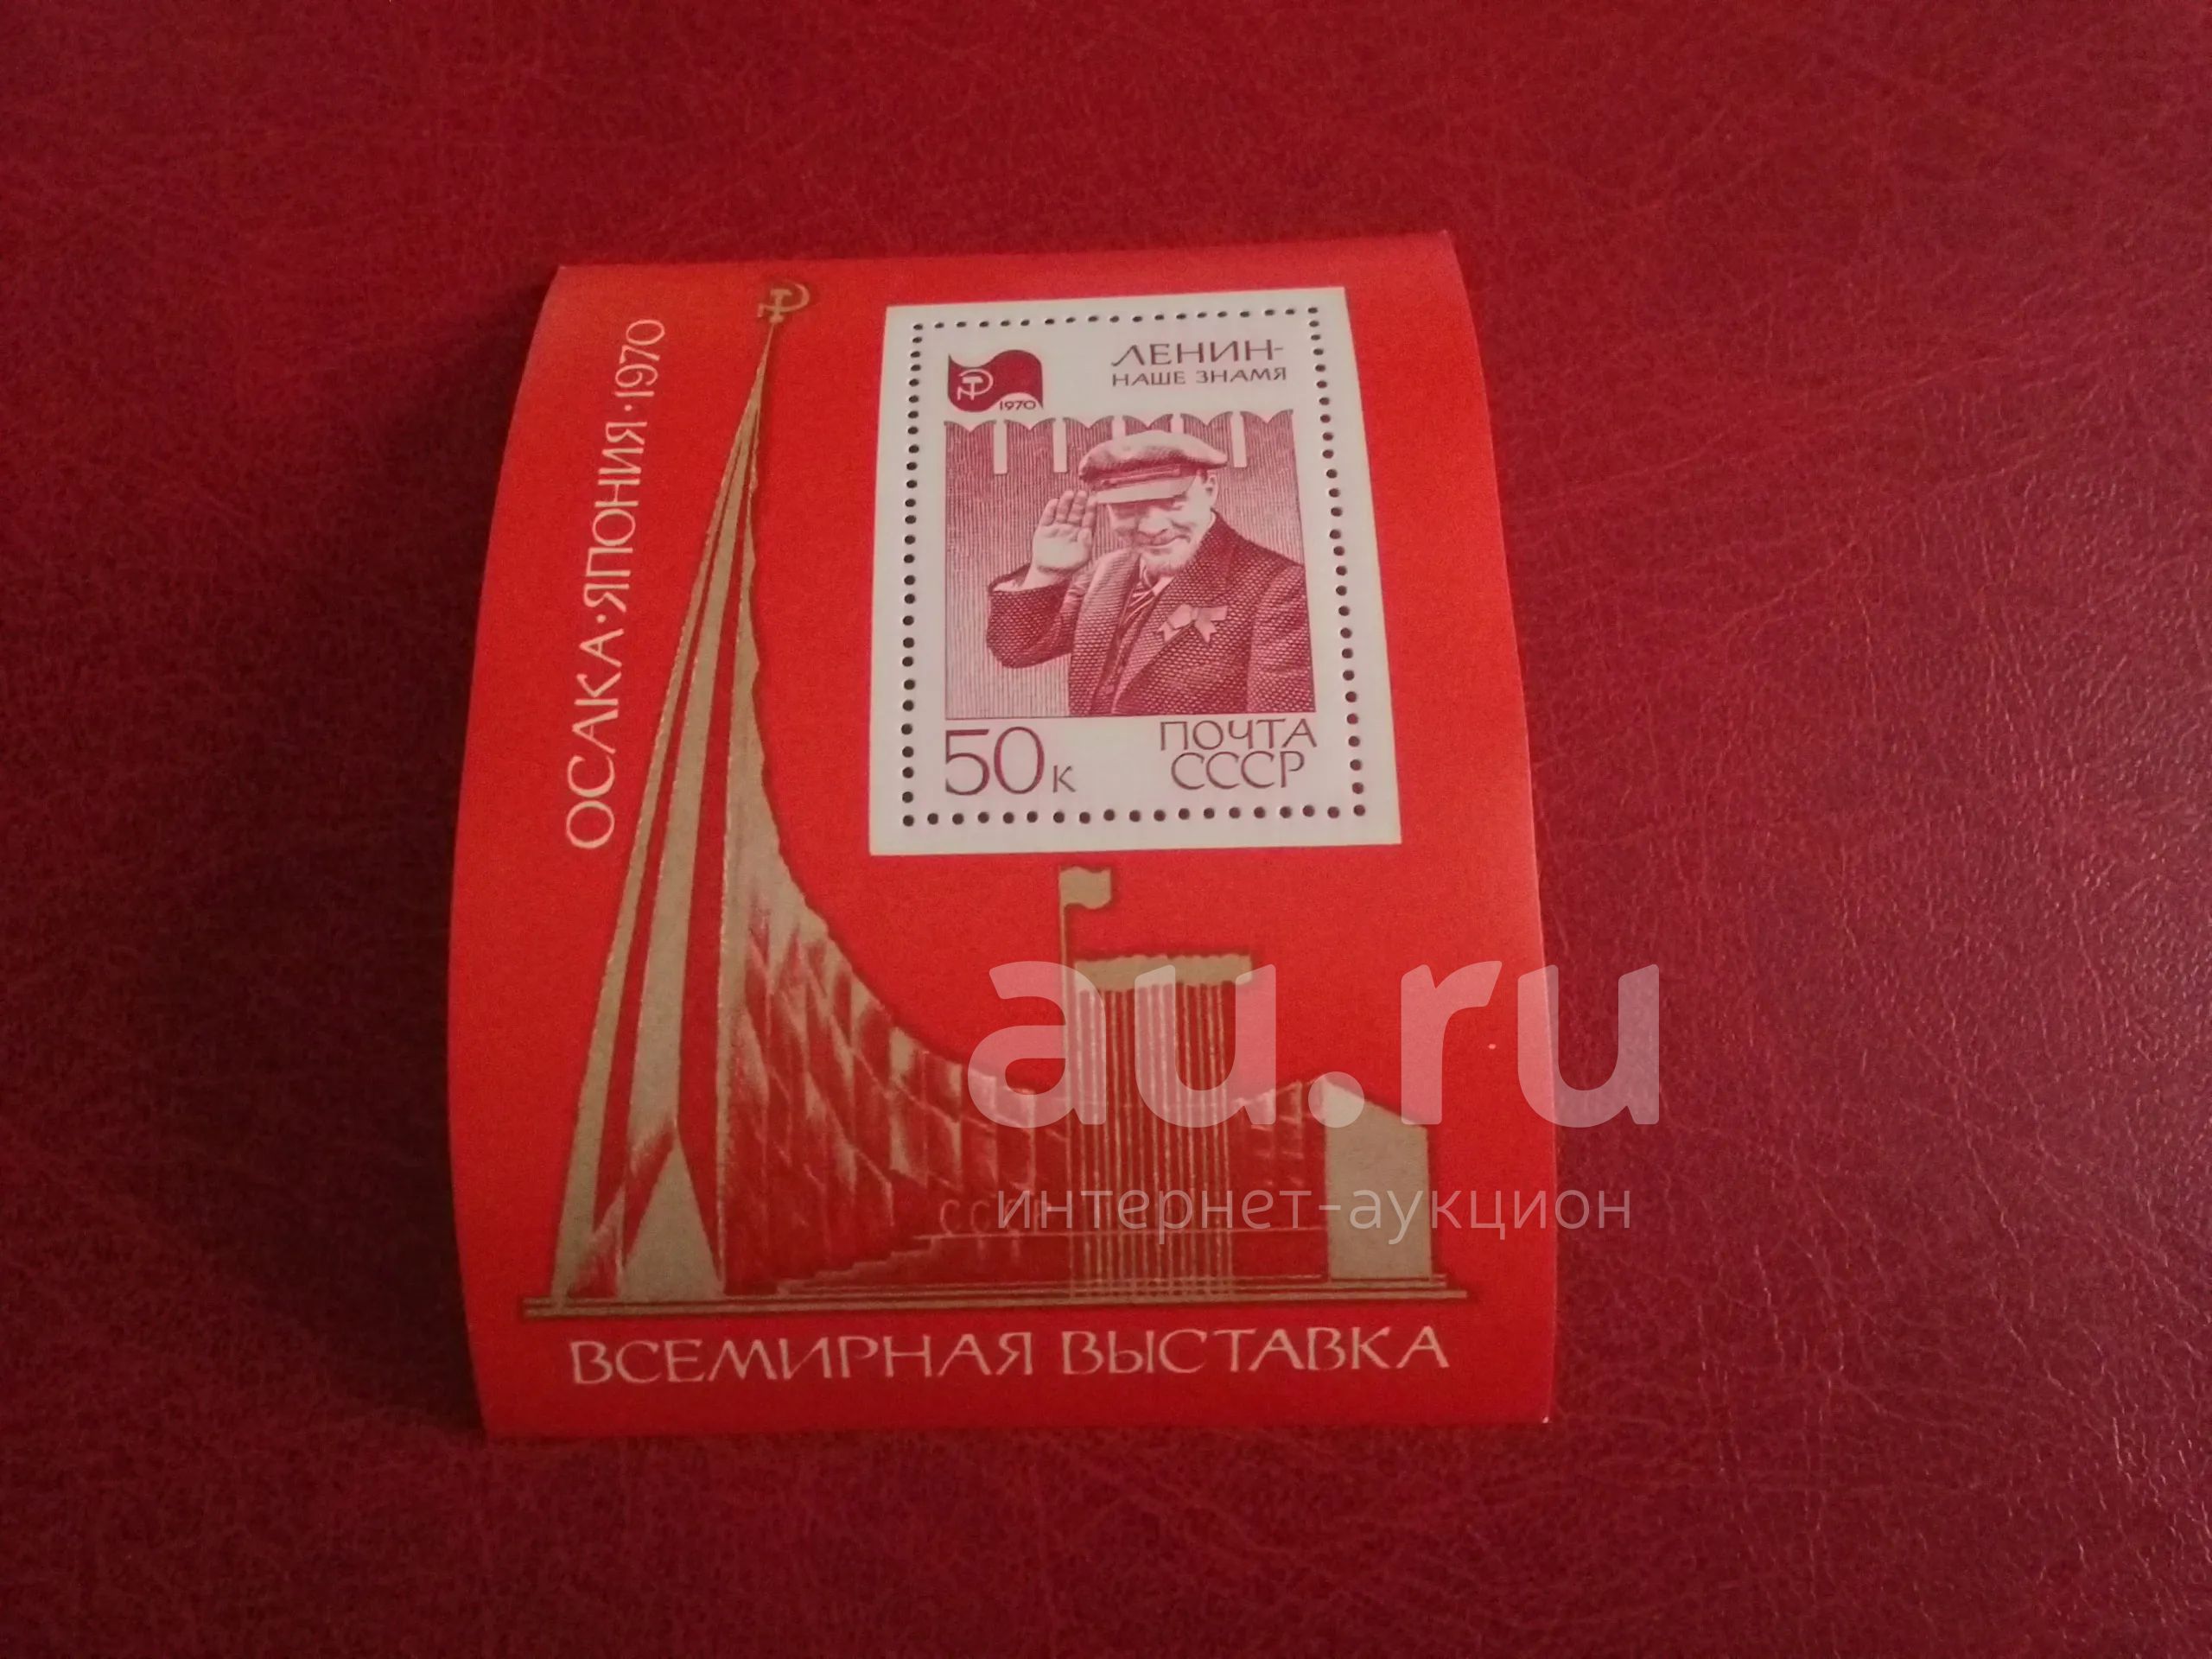 ОСАКА·ЯПОНИЯ·1970
ЛЕНИН-
НАШЕ ЗНАМЯ
1970
50к
ПОЧТА
СССР
au.ru
интернет-аукцион
ВСЕМИРНАЯ ВЫСТАВКА